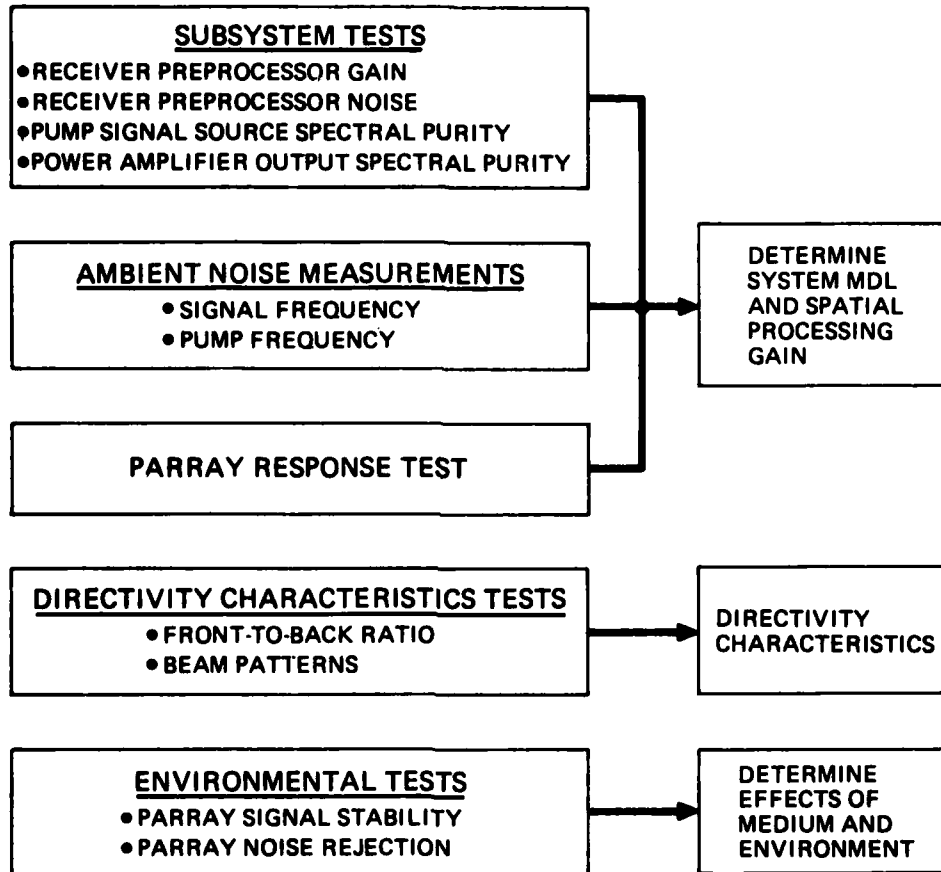 SUBSYSTEM TESTS
•RECEIVER PREPROCESSOR GAIN
•RECEIVER PREPROCESSOR NOISE
•PUMP SIGNAL SOURCE SPECTRAL PURITY
•POWER AMPLIFIER OUTPUT SPECTRAL PURITY
AMBIENT NOISE MEASUREMENTS
•SIGNAL FREQUENCY
•PUMP FREQUENCY
DETERMINE
SYSTEM MDL
AND SPATIAL
PROCESSING
GAIN
PARRAY RESPONSE TEST
DIRECTIVITY CHARACTERISTICS TESTS
•FRONT-TO-BACK RATIO
•BEAM PATTERNS
DIRECTIVITY
CHARACTERISTICS
ENVIRONMENTAL TESTS
•PARRAY SIGNAL STABILITY
•PARRAY NOISE REJECTION
DETERMINE
EFFECTS OF
MEDIUM AND
ENVIRONMENT